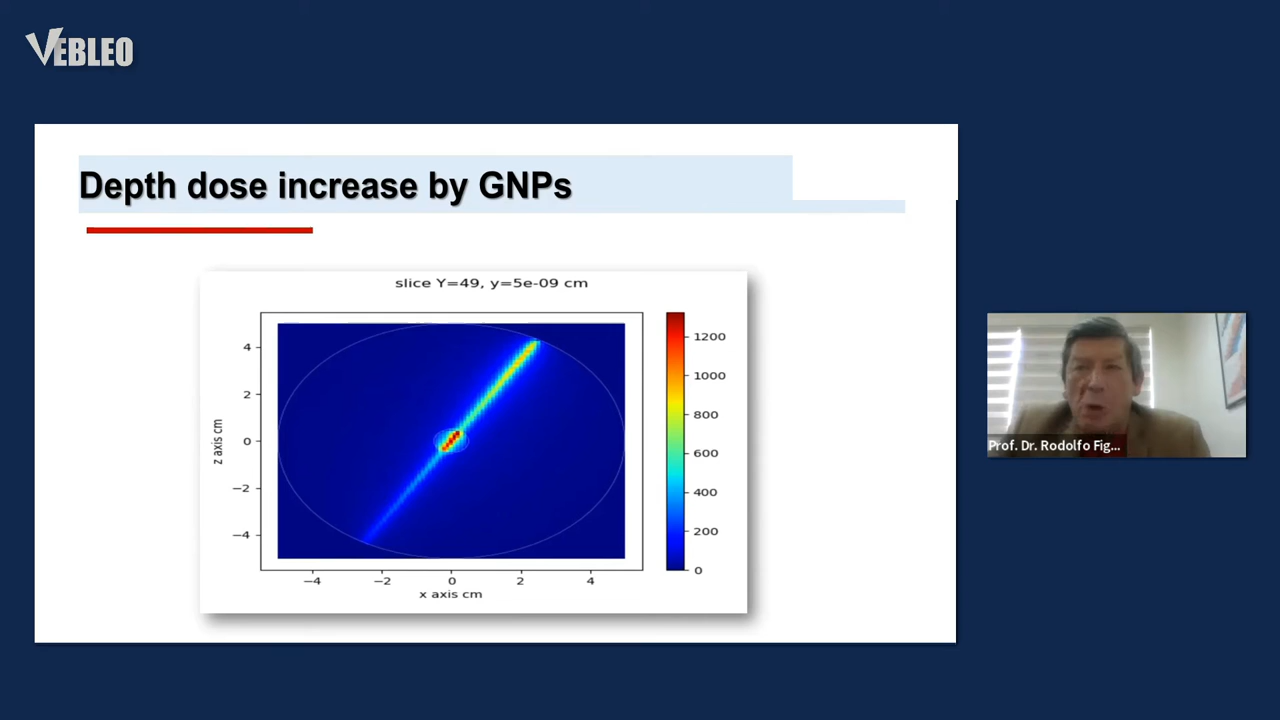 VEBLEO
Depth dose increase by GNPs
slice Y=49, y=5e-09 cm
4
2
0
−2
−4
z axis cm
−4
−2
0
2
4
x axis cm
1200
1000
800
600
400
200
0
Prof. Dr. Rodolfo Fig...